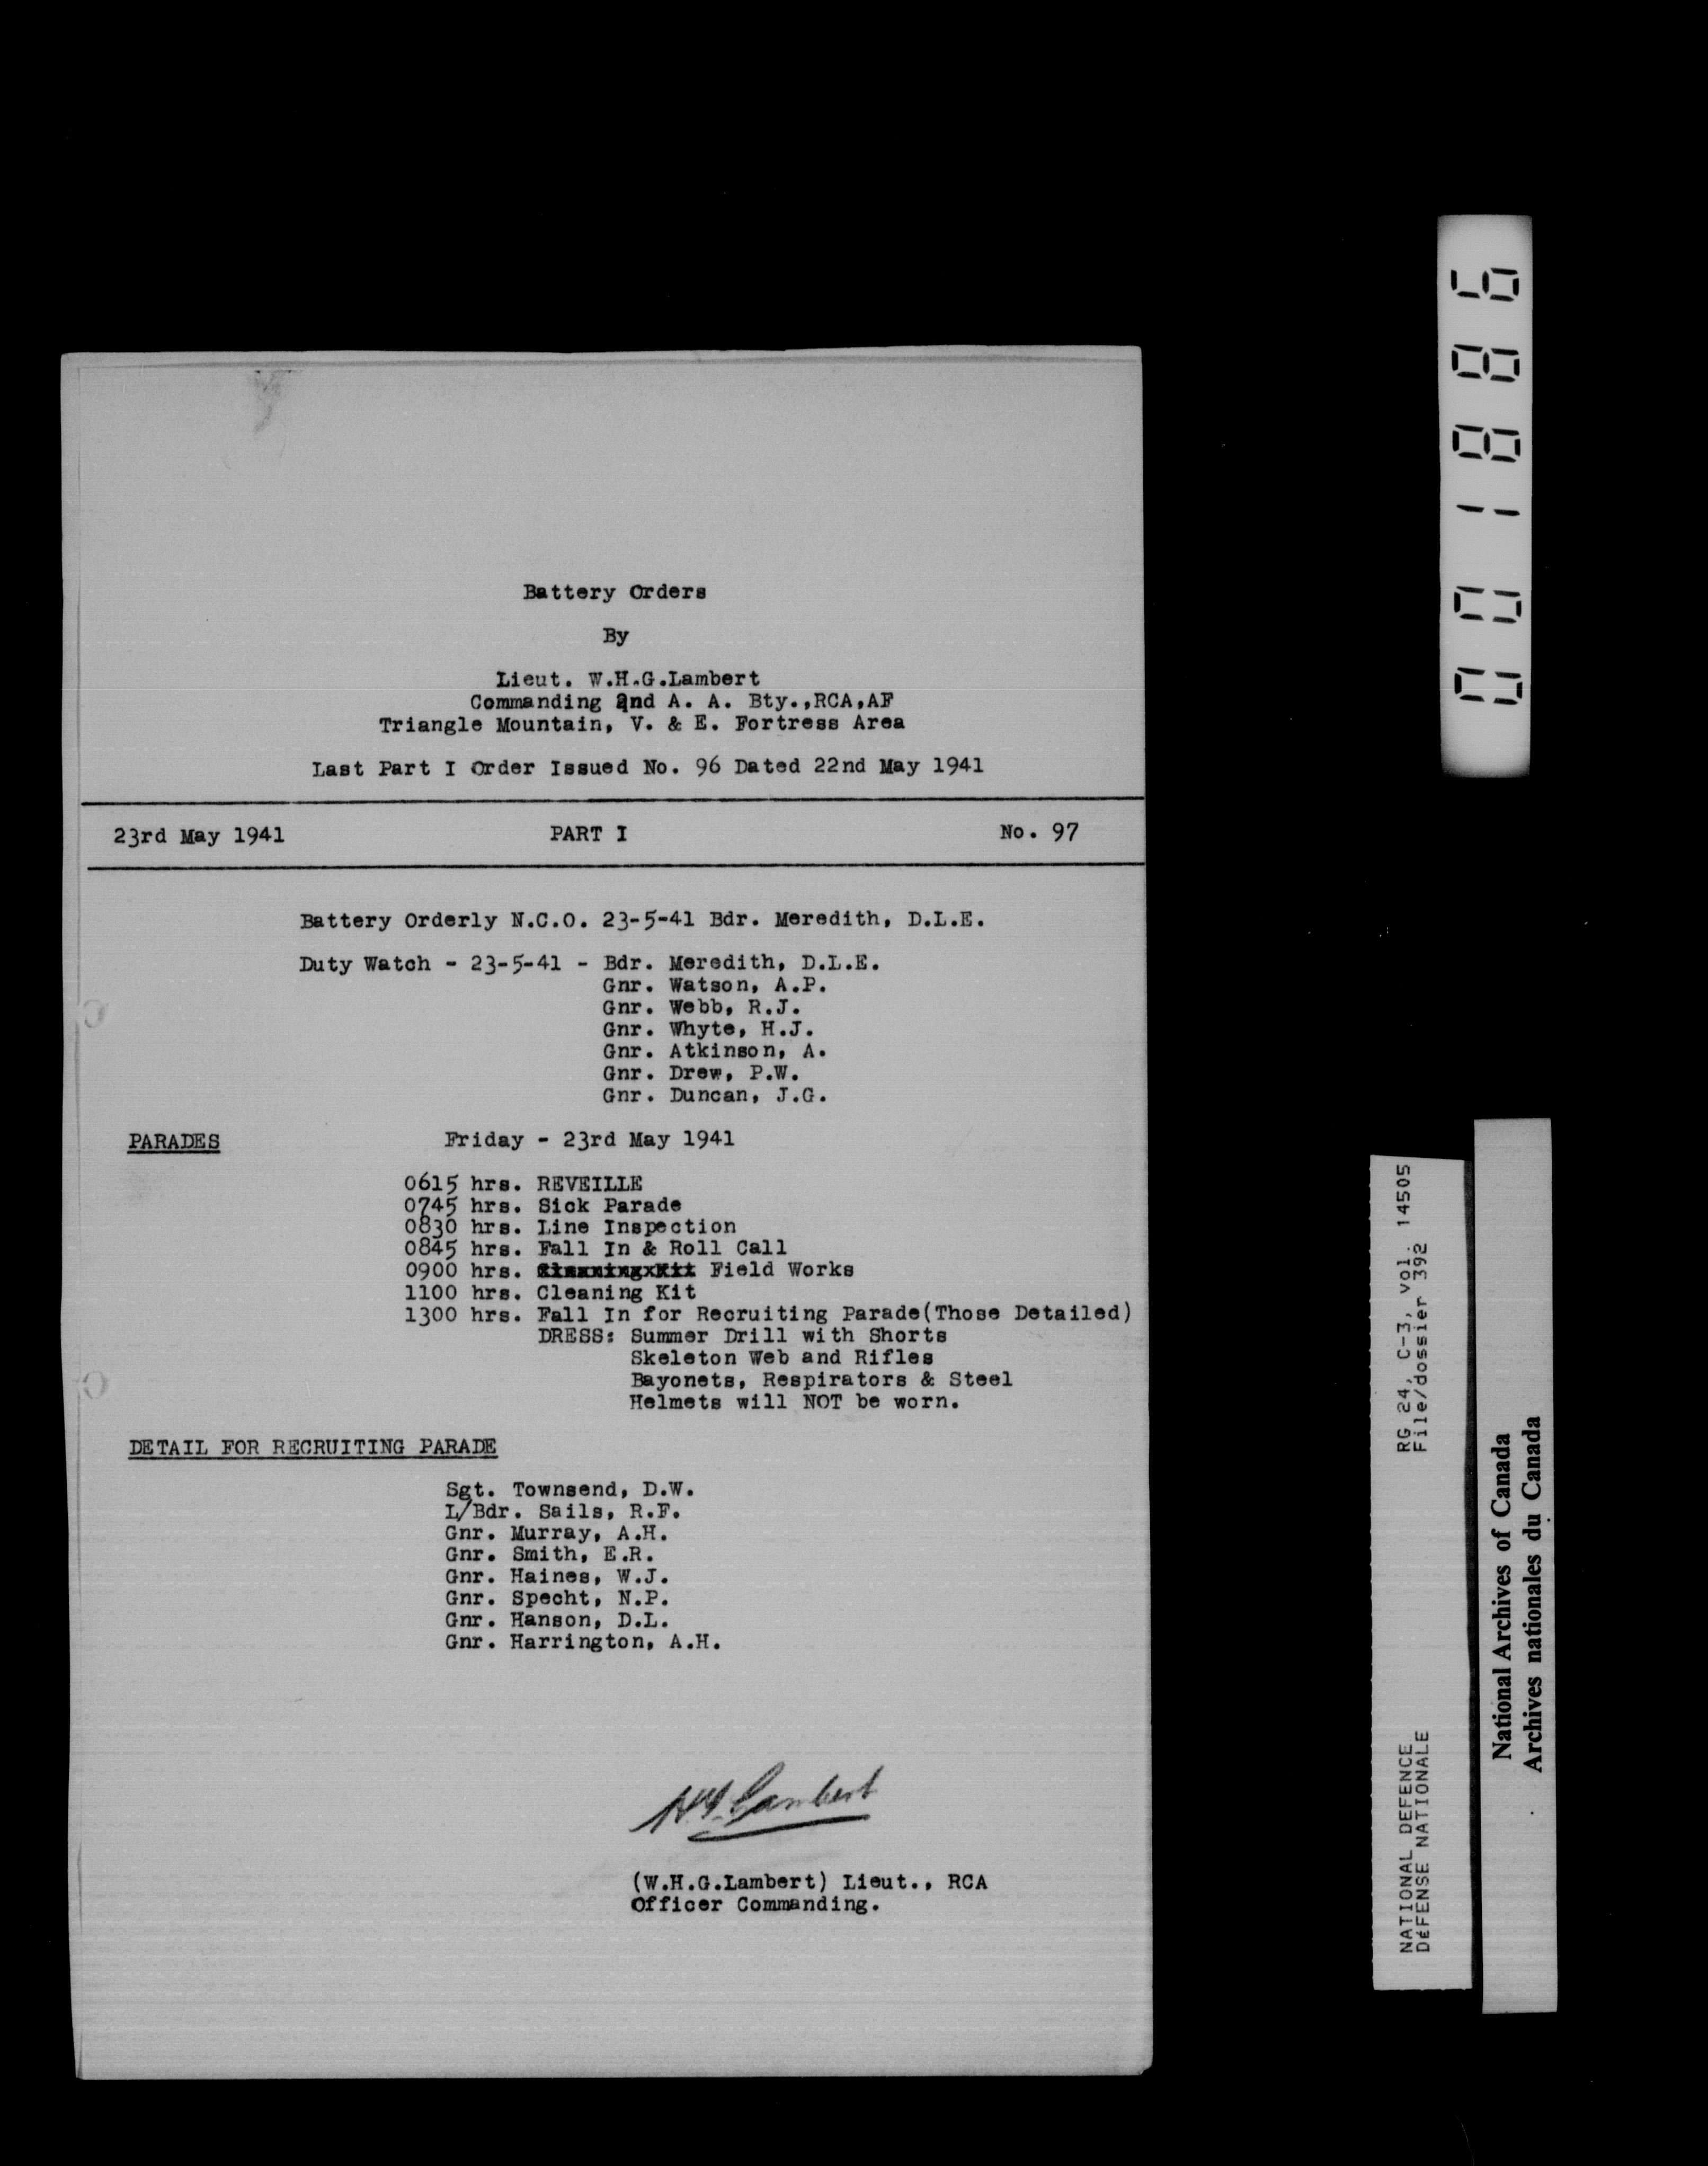 Battery Orders
By
Lieut. W.H.G.Lambert
Commanding 2nd A. A. Bty.,RCA,AF
Triangle Mountain, V. & E. Fortress Area
Last Part I Order Issued No. 96 Dated 22nd May 1941
23rd May 1941 PART I No. 97
Battery Orderly N.C.O. 23-5-41 Bdr. Meredith, D.L.E.
Duty Watch - 23-5-41 - Bdr. Meredith, D.L.E.
Gnr. Watson, A.P.
Gnr. Webb, R.J.
Gnr. Whyte, H.J.
Gnr. Atkinson, A.
Gnr. Drew, P.W.
Gnr. Duncan, J.G.
PARADES Friday - 23rd May 1941
0615 hrs. REVEILLE
0745 hrs. Sick Parade
0830 hrs. Line Inspection
0845 hrs. Fall In & Roll Call
0900 hrs. Field Works
1100 hrs. Cleaning Kit
1300 hrs. Fall In for Recruiting Parade(Those Detailed)
DRESS: Summer Drill with Shorts
Skeleton Web and Rifles
Bayonets, Respirators & Steel
Helmets will NOT be worn.
DETAIL FOR RECRUITING PARADE
Sgt. Townsend, D.W.
L/Bdr. Sails, R.F.
Gnr. Murray, A.H.
Gnr. Smith, E.R.
Gnr. Haines, W.J.
Gnr. Specht, N.P.
Gnr. Hanson, D.L.
Gnr. Harrington, A.H.
Lambert
(W.H.G.Lambert) Lieut., RCA
Officer Commanding.
001886
NATIONAL DEFENCE RG 24, C-3, vol. 14505
DéFENSE NATIONALE File/dossier 392
National Archives of Canada
Archives nationales du Canada